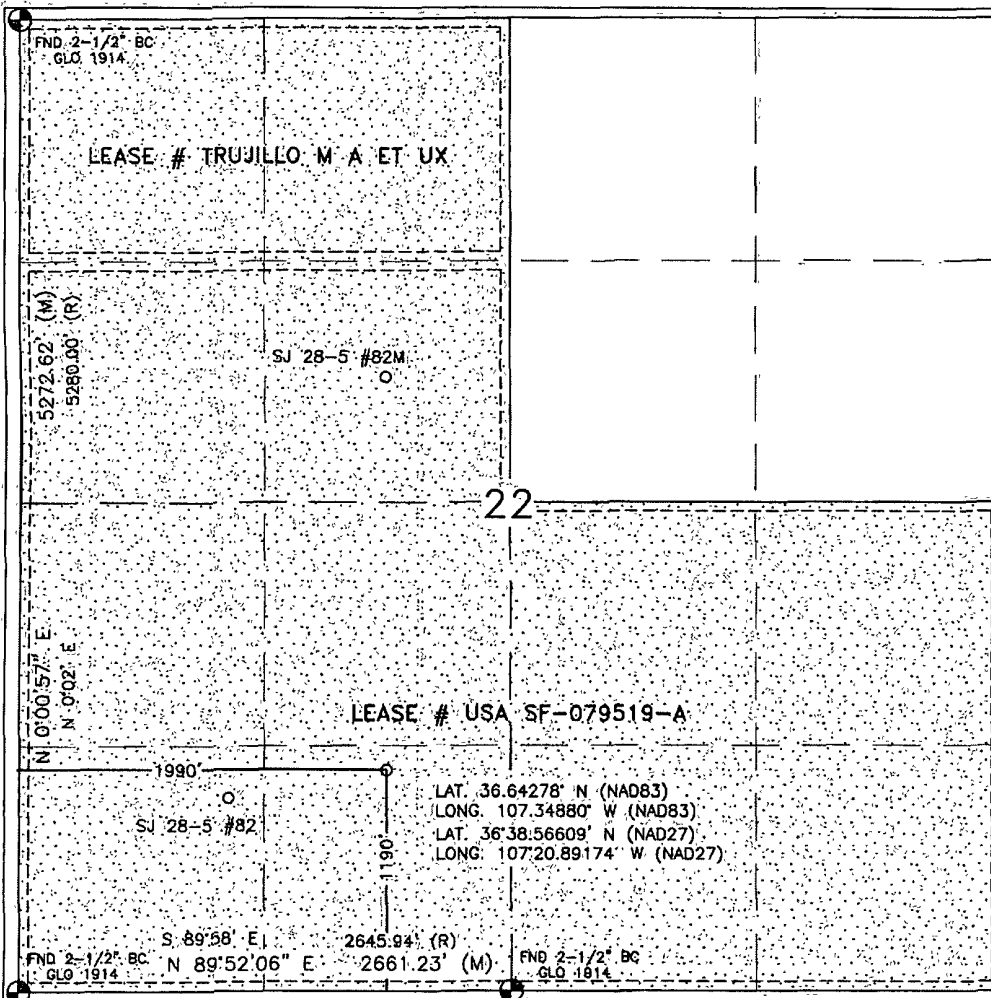 FND 2-1/2" BC
GLO 1914
LEASE # TRUJILLO M A ET UX
5272.62' (M)
5280.00' (R)
SJ 28-5 #82M
22
N 0°00'57" E
N 0°02' E
LEASE # USA SF-079519-A
1990'
SJ 28-5 #82
1190'
LAT. 36.64278° N (NAD83)
LONG. 107.34880° W (NAD83)
LAT. 36°38.56609' N (NAD27)
LONG. 107°20.89174' W (NAD27)
S 89°58' E 2645.94' (R)
N 89°52'06" E 2661.23' (M)
FND 2-1/2" BC
GLO 1914
FND 2-1/2" BC
GLO 1914